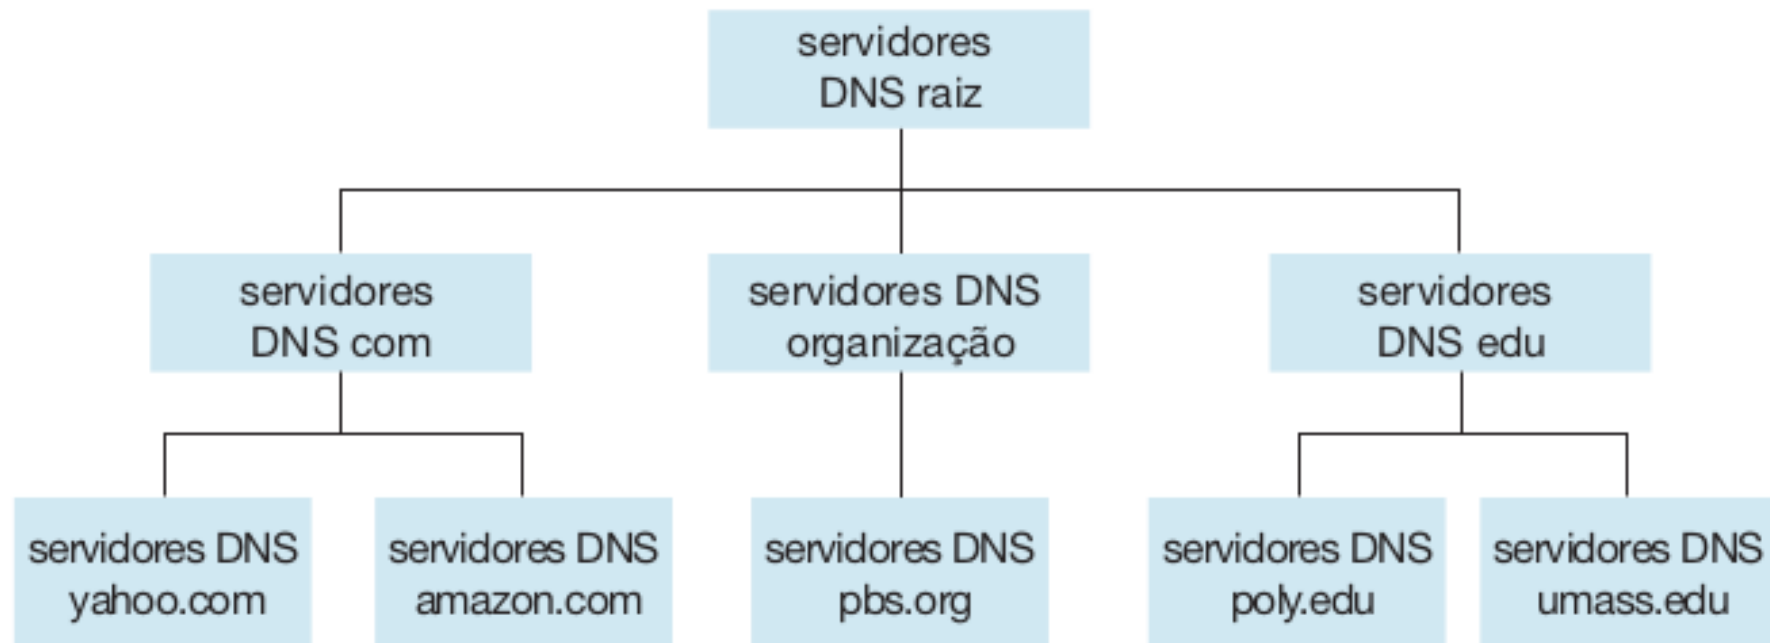 servidores
DNS raiz
servidores
DNS com
servidores DNS
organização
servidores
DNS edu
servidores DNS
yahoo.com
servidores DNS
amazon.com
servidores DNS
pbs.org
servidores DNS
poly.edu
servidores DNS
umass.edu